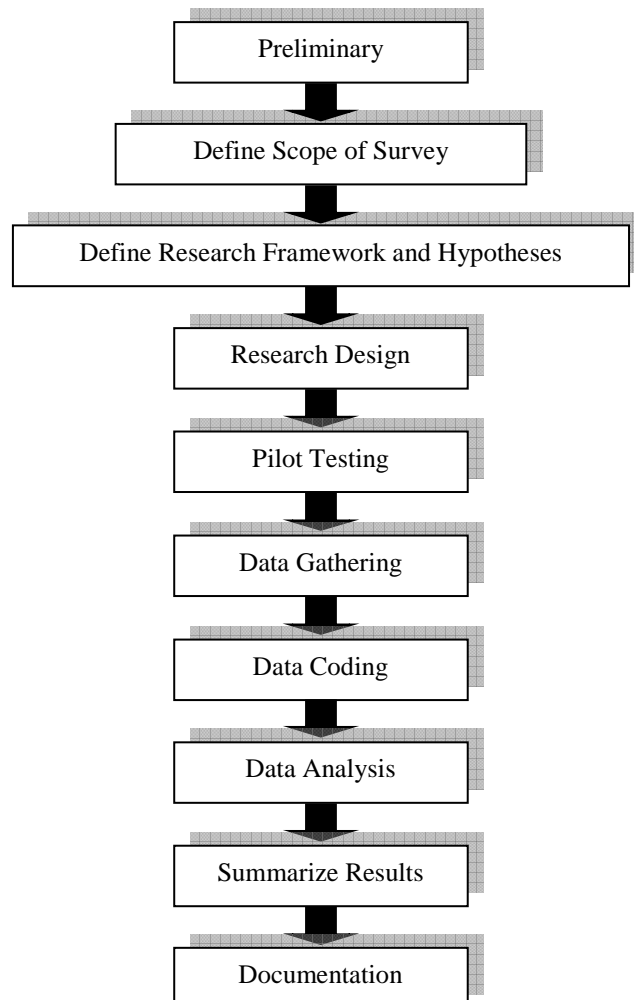 Preliminary
Define Scope of Survey
Define Research Framework and Hypotheses
Research Design
Pilot Testing
Data Gathering
Data Coding
Data Analysis
Summarize Results
Documentation